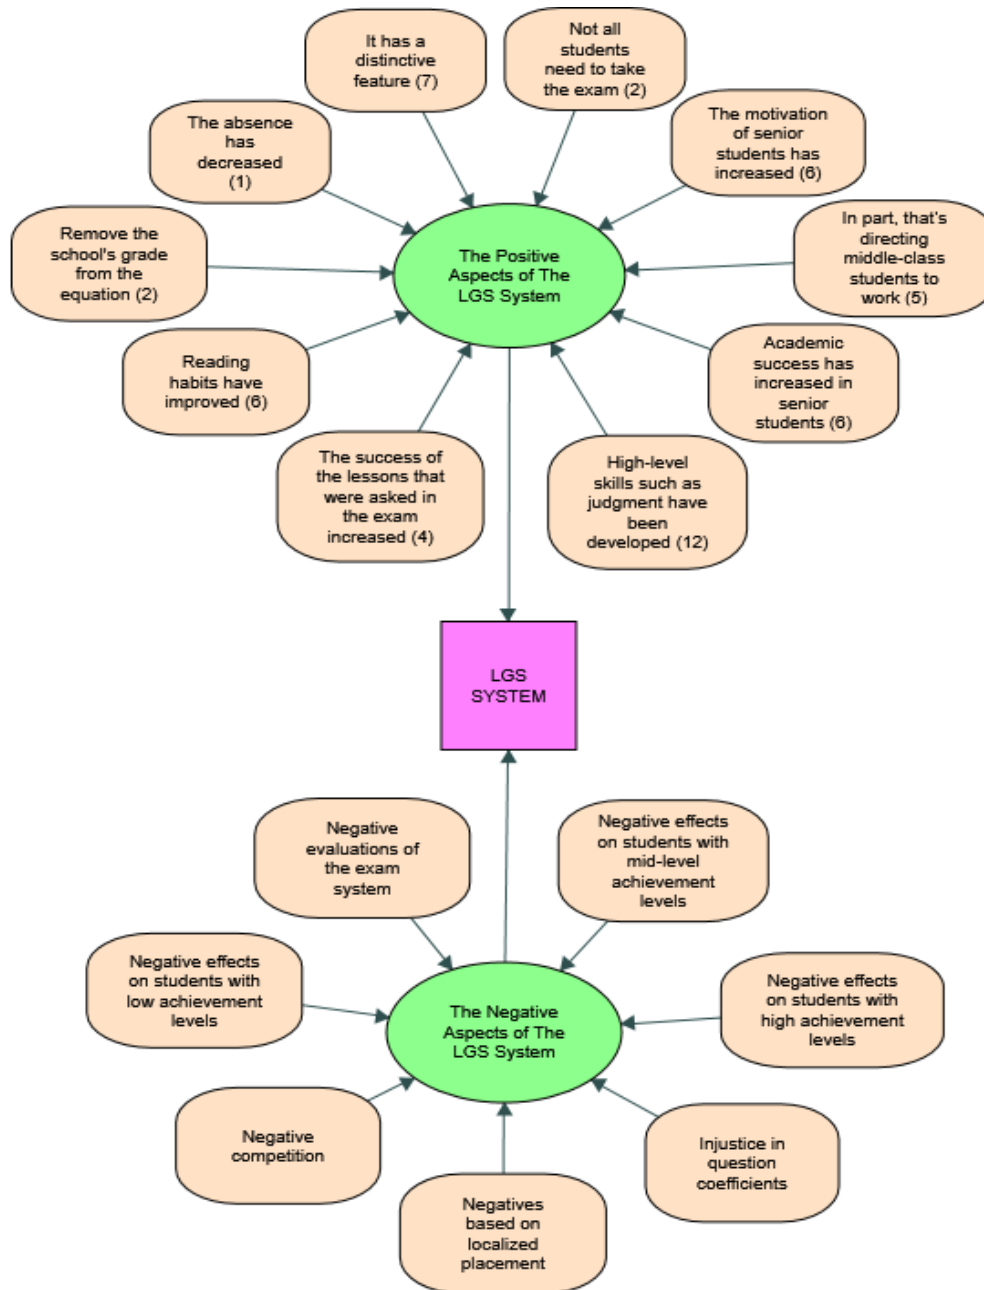 It has a
distinctive
feature (7)
Not all
students
need to take
the exam (2)
The absence
has
decreased
(1)
The motivation
of senior
students has
increased (6)
Remove the
school's grade
from the
equation (2)
The Positive
Aspects of The
LGS System
In part, that's
directing
middle-class
students to
work (5)
Reading
habits have
improved (6)
Academic
success has
increased in
senior
students (6)
The success of
the lessons that
were asked in
the exam
increased (4)
High-level
skills such as
judgment have
been
developed (12)
LGS
SYSTEM
Negative
evaluations of
the exam
system
Negative effects
on students with
mid-level
achievement
levels
Negative effects
on students with
low achievement
levels
The Negative
Aspects of The
LGS System
Negative effects
on students with
high achievement
levels
Negative
competition
Negatives
based on
localized
placement
Injustice in
question
coefficients